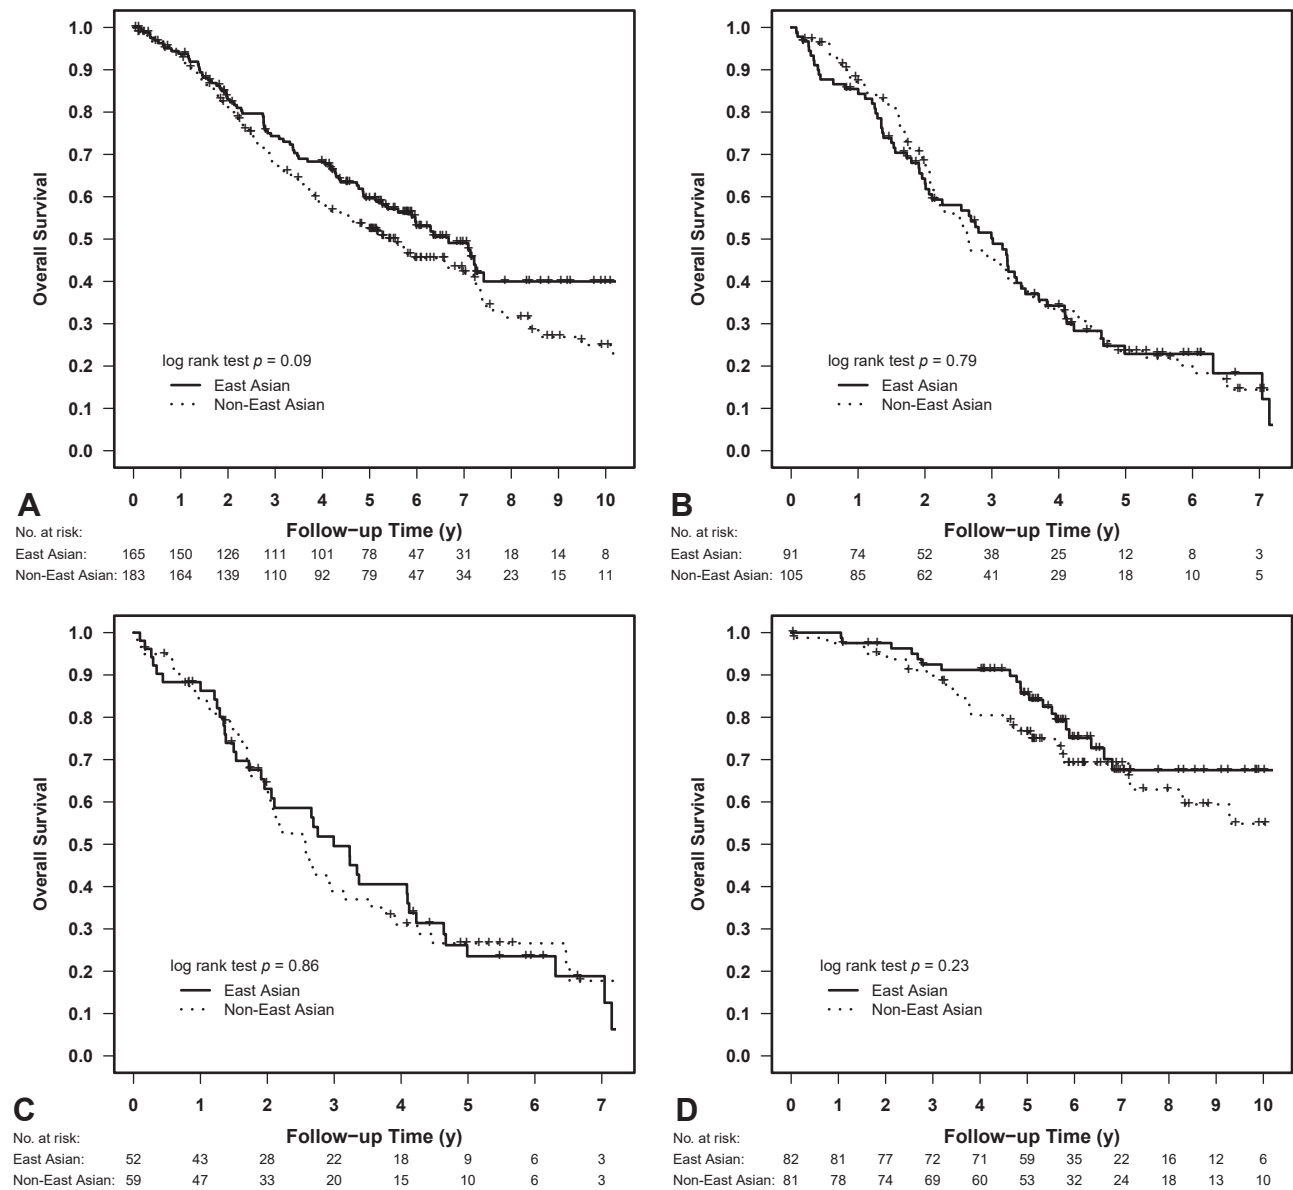 1.0
0.9
0.8
0.7
0.6
0.5
0.4
0.3
0.2
0.1
0.0
Overall Survival
log rank test p = 0.09
East Asian
Non-East Asian
0 1 2 3 4 5 6 7 8 9 10
A
Follow−up Time (y)
No. at risk:
East Asian: 165 150 126 111 101 78 47 31 18 14 8
Non-East Asian: 183 164 139 110 92 79 47 34 23 15 11
1.0
0.9
0.8
0.7
0.6
0.5
0.4
0.3
0.2
0.1
0.0
Overall Survival
log rank test p = 0.79
East Asian
Non-East Asian
0 1 2 3 4 5 6 7
B
Follow−up Time (y)
No. at risk:
East Asian: 91 74 52 38 25 12 8 3
Non-East Asian: 105 85 62 41 29 18 10 5
1.0
0.9
0.8
0.7
0.6
0.5
0.4
0.3
0.2
0.1
0.0
Overall Survival
log rank test p = 0.86
East Asian
Non-East Asian
0 1 2 3 4 5 6 7
C
Follow−up Time (y)
No. at risk:
East Asian: 52 43 28 22 18 9 6 3
Non-East Asian: 59 47 33 20 15 10 6 3
1.0
0.9
0.8
0.7
0.6
0.5
0.4
0.3
0.2
0.1
0.0
Overall Survival
log rank test p = 0.23
East Asian
Non-East Asian
0 1 2 3 4 5 6 7 8 9 10
D
Follow−up Time (y)
No. at risk:
East Asian: 82 81 77 72 71 59 35 22 16 12 6
Non-East Asian: 81 78 74 69 60 53 32 24 18 13 10